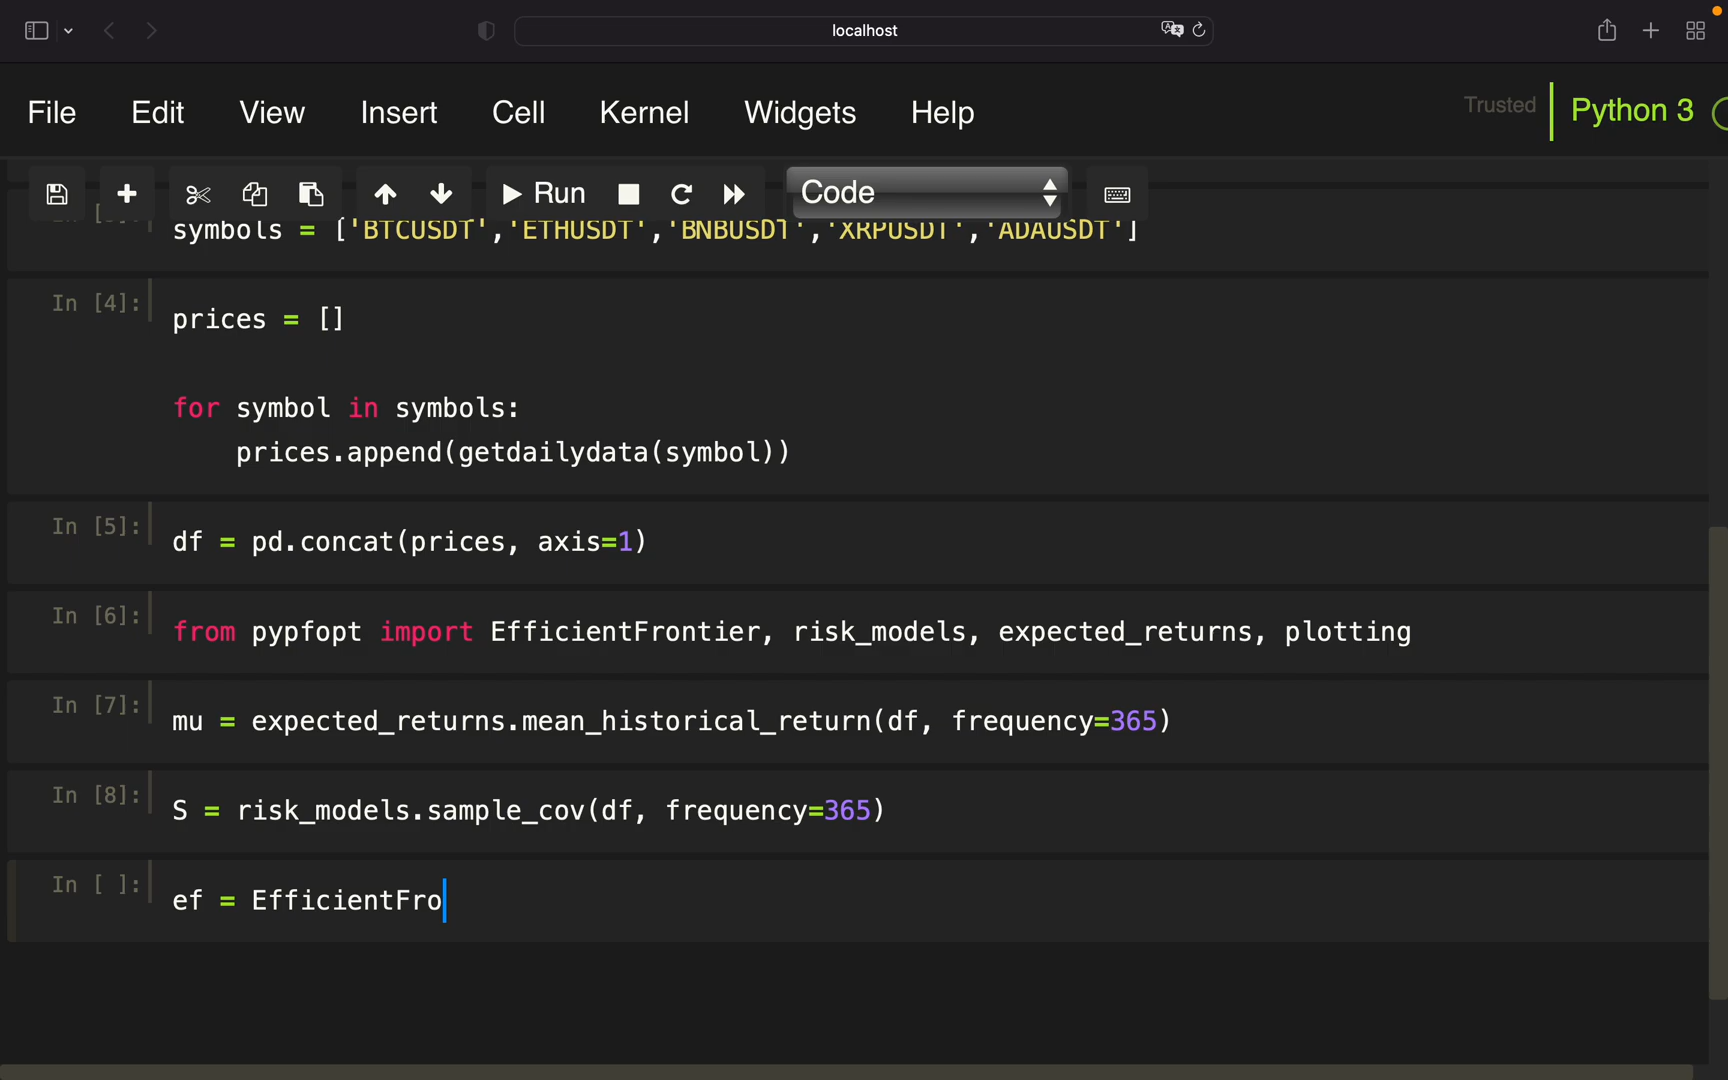 localhost
File Edit View Insert Cell Kernel Widgets Help Trusted Python 3
Run Code
symbols = ['BTCUSDT','ETHUSDT','BNBUSDT','XRPUSDT','ADAUSDT']
In [4]: prices = []
for symbol in symbols:
prices.append(getdailydata(symbol))
In [5]: df = pd.concat(prices, axis=1)
In [6]: from pypfopt import EfficientFrontier, risk_models, expected_returns, plotting
In [7]: mu = expected_returns.mean_historical_return(df, frequency=365)
In [8]: S = risk_models.sample_cov(df, frequency=365)
In [ ]: ef = EfficientFro